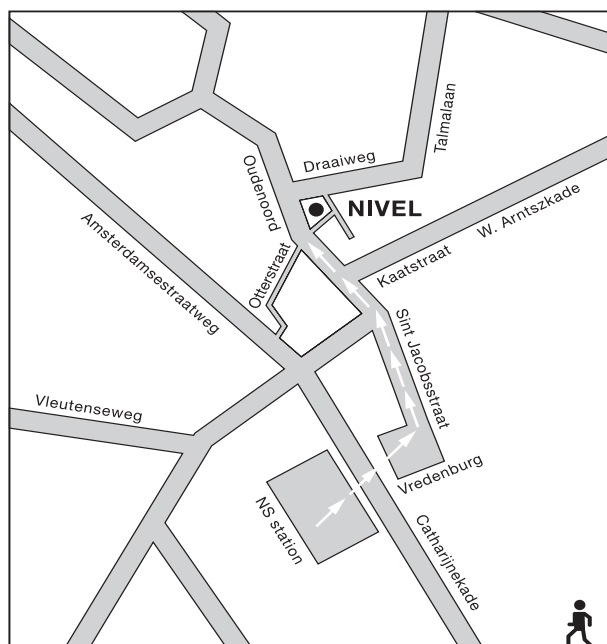 Talmalaan
Draaiweg
Oudenoord
NIVEL
W. Arntszkade
Kaatstraat
Otterstraat
Amsterdamsestraatweg
Sint Jacobsstraat
Vleutenseweg
Vredenburg
NS station
Catharijnekade